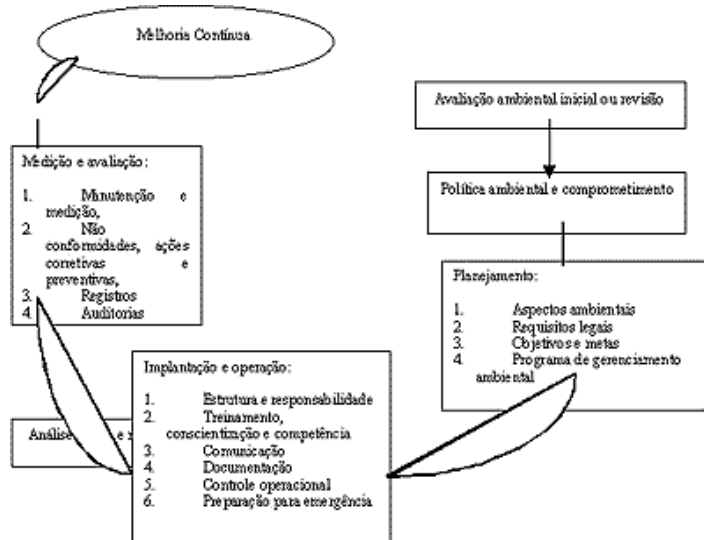 Melhoria Contínua
Avaliação ambiental inicial ou revisão
Política ambiental e comprometimento
Medição e avaliação:
1. Manutenção e
medição,
2. Não
conformidades, ações
corretivas e
preventivas,
3. Registros
4. Auditorias
Planejamento:
1. Aspectos ambientais
2. Requisitos legais
3. Objetivos e metas
4. Programa de gerenciamento
ambiental
Implantação e operação:
1. Estrutura e responsabilidade
2. Treinamento,
conscientização e competência
3. Comunicação
4. Documentação
5. Controle operacional
6. Preparação para emergência
Análise e